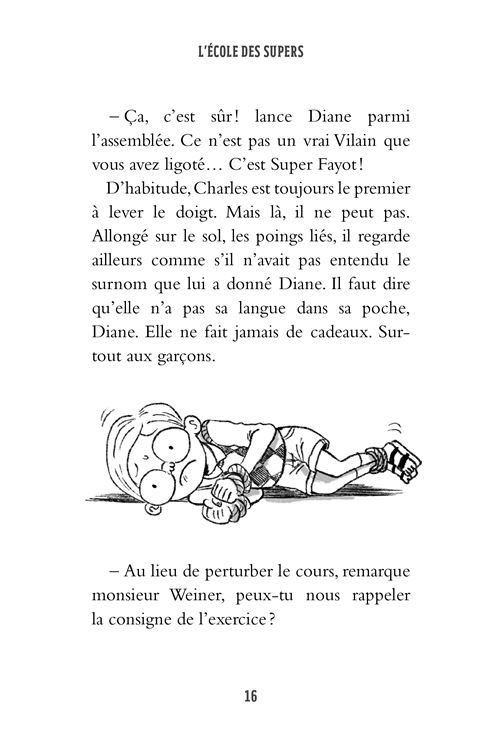 L'ÉCOLE DES SUPERS
– Ça, c'est sûr ! lance Diane parmi
l'assemblée. Ce n'est pas un vrai Vilain que
vous avez ligoté… C'est Super Fayot !
D'habitude, Charles est toujours le premier
à lever le doigt. Mais là, il ne peut pas.
Allongé sur le sol, les poings liés, il regarde
ailleurs comme s'il n'avait pas entendu le
surnom que lui a donné Diane. Il faut dire
qu'elle n'a pas sa langue dans sa poche,
Diane. Elle ne fait jamais de cadeaux. Sur-
tout aux garçons.
– Au lieu de perturber le cours, remarque
monsieur Weiner, peux-tu nous rappeler
la consigne de l'exercice ?
16